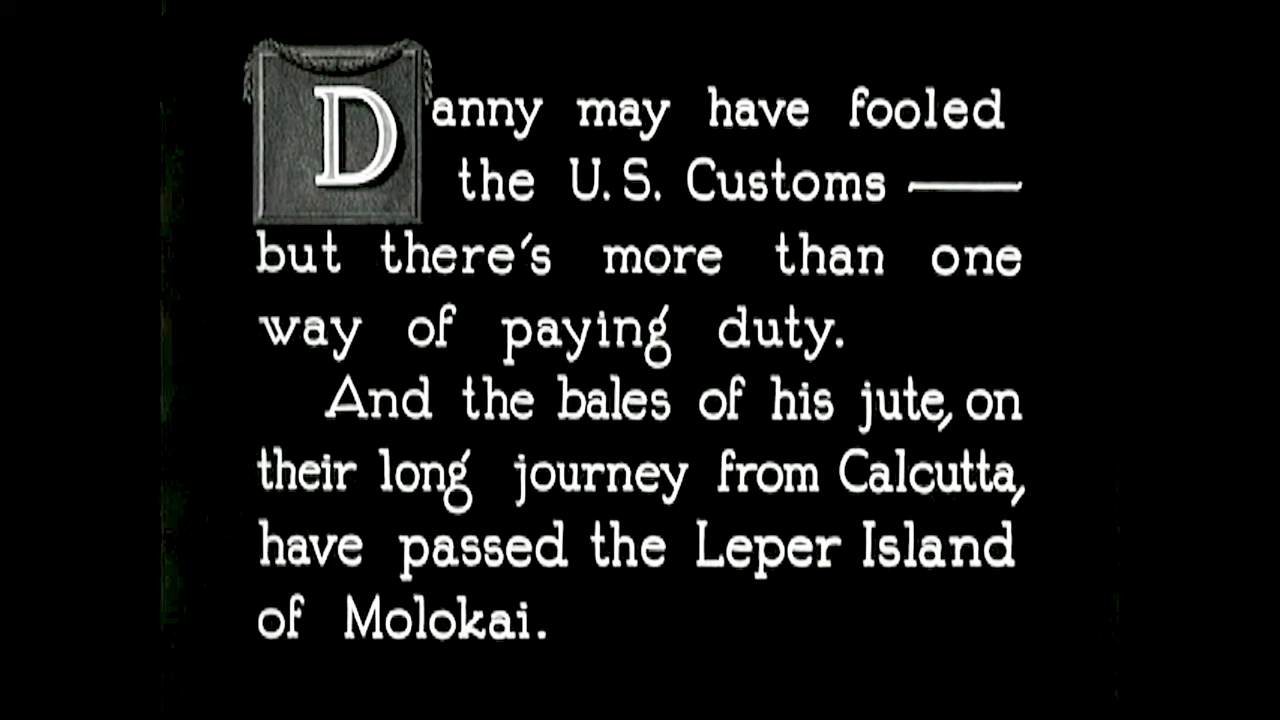 Danny may have fooled
the U.S. Customs ——
but there's more than one
way of paying duty.
And the bales of his jute, on
their long journey from Calcutta,
have passed the Leper Island
of Molokai.